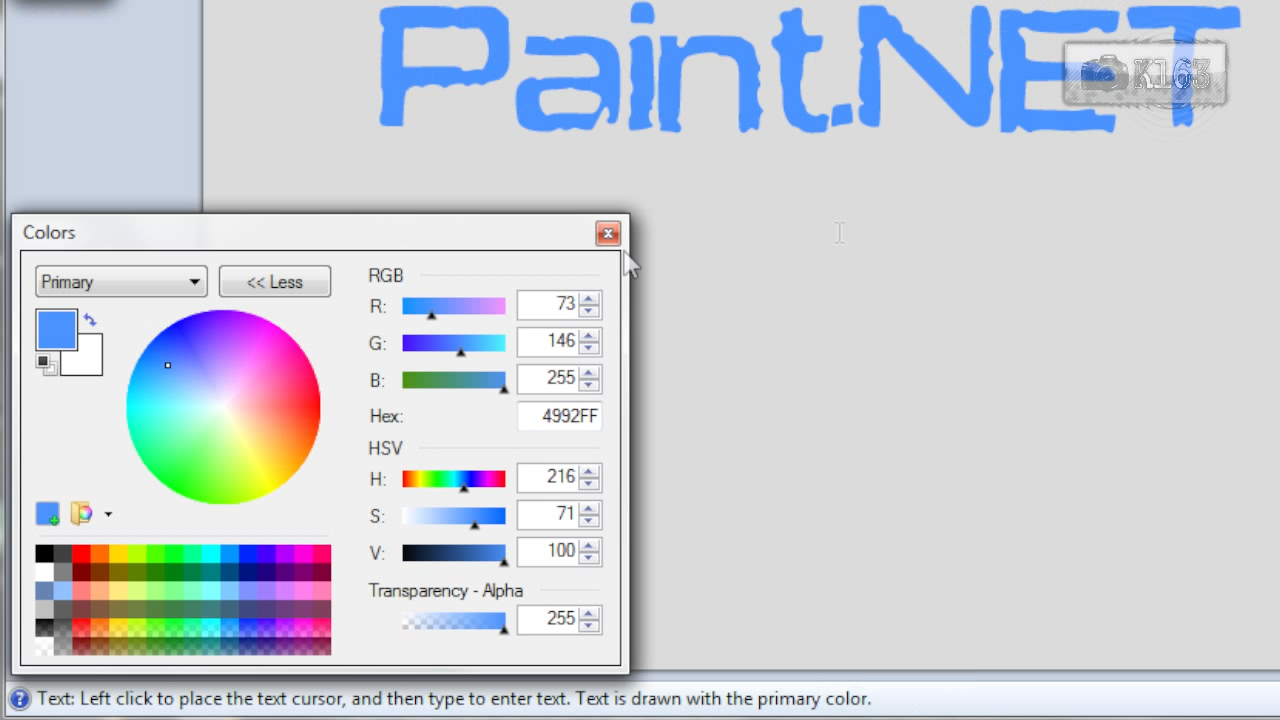 Paint.NET
K163
Colors
Primary
<< Less
RGB
R: 73
G: 146
B: 255
Hex: 4992FF
HSV
H: 216
S: 71
V: 100
Transparency - Alpha
255
Text: Left click to place the text cursor, and then type to enter text. Text is drawn with the primary color.